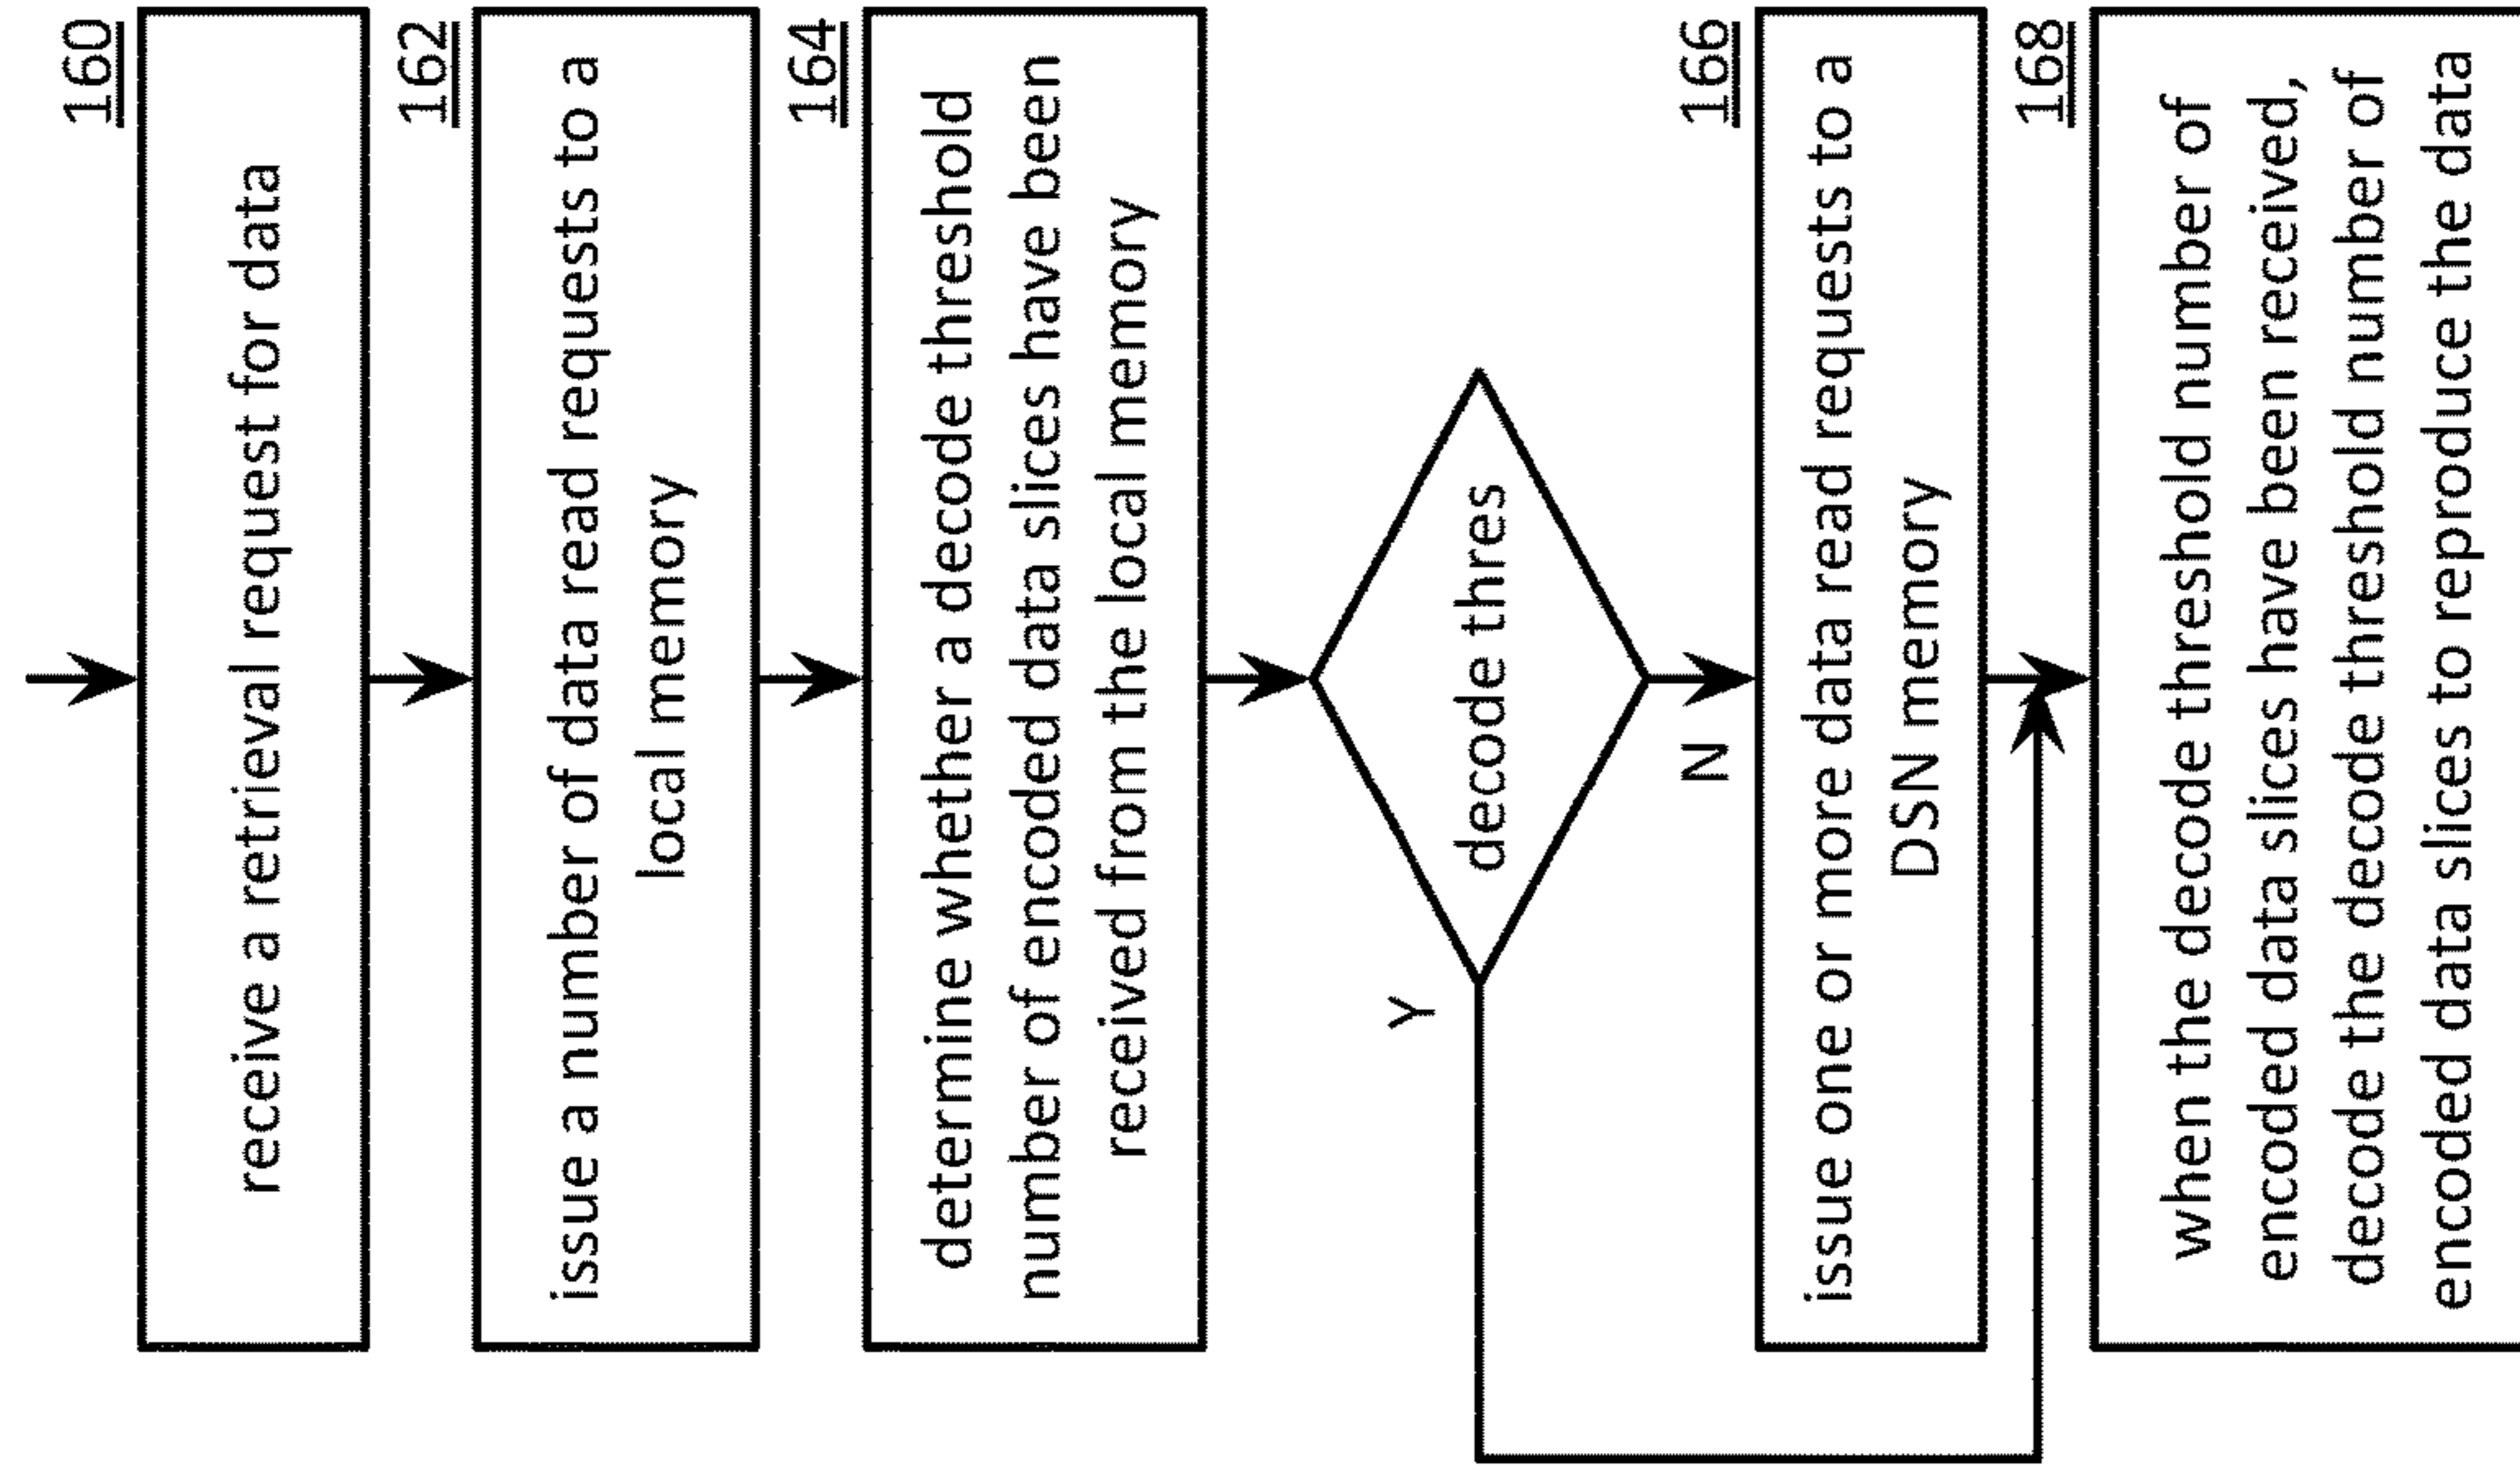 160
receive a retrieval request for data
162
issue a number of data read requests to a
local memory
164
determine whether a decode threshold
number of encoded data slices have been
received from the local memory
decode thres
Y
N
166
issue one or more data read requests to a
DSN memory
168
when the decode threshold number of
encoded data slices have been received,
decode the decode threshold number of
encoded data slices to reproduce the data